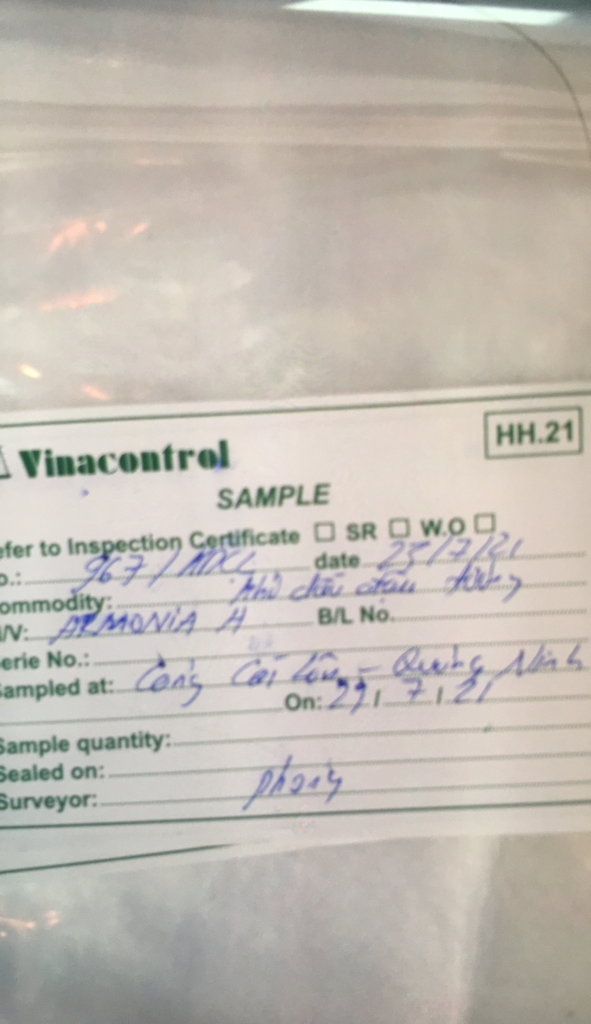 Vinacontrol
HH.21
SAMPLE
efer to Inspection Certificate ☐ SR ☐ W.O ☐
o.: 967/ date 25/7/21
ommodity: Khô dầu đậu tương
/V: ARMONIA H B/L No.
erie No.:
ampled at: Cảng Cái Lân - Quảng Ninh
On: 29 / 7 / 21
Sample quantity:
Sealed on:
Surveyor: